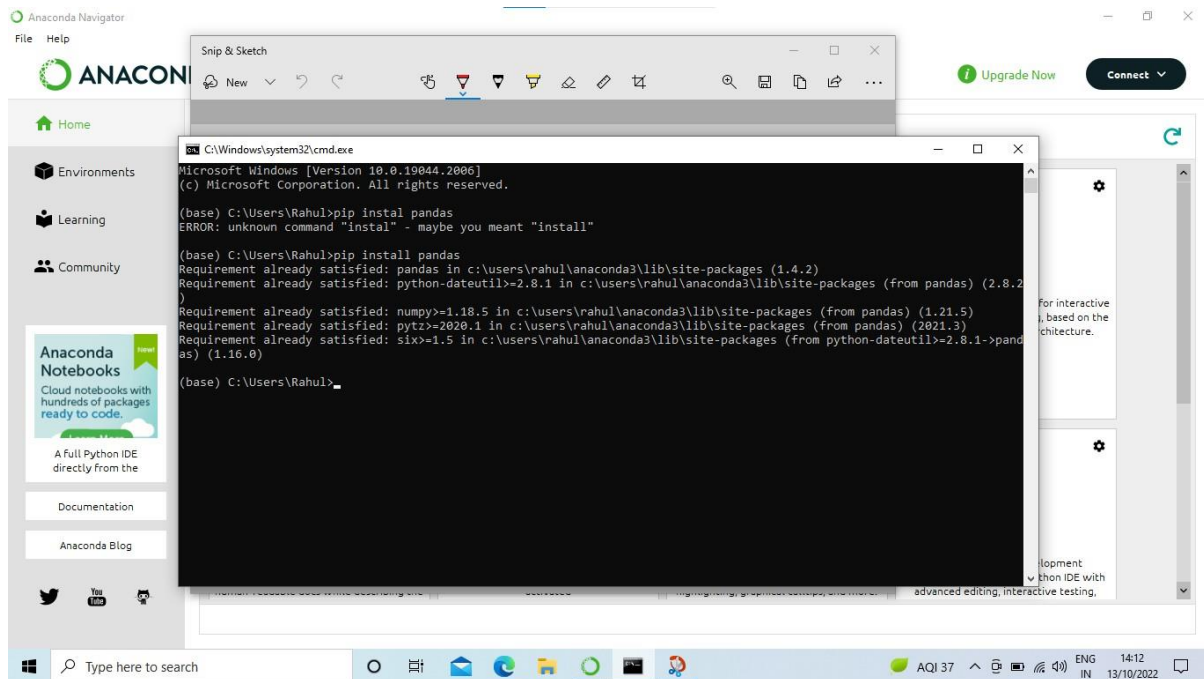 Anaconda Navigator
File Help
Snip & Sketch
ANACON
New
Upgrade Now
Connect
Home
Environments
Learning
Community
C:\Windows\system32\cmd.exe
Microsoft Windows [Version 10.0.19044.2006]
(c) Microsoft Corporation. All rights reserved.
(base) C:\Users\Rahul>pip instal pandas
ERROR: unknown command "instal" - maybe you meant "install"
(base) C:\Users\Rahul>pip install pandas
Requirement already satisfied: pandas in c:\users\rahul\anaconda3\lib\site-packages (1.4.2)
Requirement already satisfied: python-dateutil>=2.8.1 in c:\users\rahul\anaconda3\lib\site-packages (from pandas) (2.8.2
)
Requirement already satisfied: numpy>=1.18.5 in c:\users\rahul\anaconda3\lib\site-packages (from pandas) (1.21.5)
Requirement already satisfied: pytz>=2020.1 in c:\users\rahul\anaconda3\lib\site-packages (from pandas) (2021.3)
Requirement already satisfied: six>=1.5 in c:\users\rahul\anaconda3\lib\site-packages (from python-dateutil>=2.8.1->pand
as) (1.16.0)
(base) C:\Users\Rahul>
for interactive
, based on the
rchitecture.
Anaconda
Notebooks
New!
Cloud notebooks with
hundreds of packages
ready to code.
Learn More
A full Python IDE
directly from the
Documentation
Anaconda Blog
You
Tube
elopment
thon IDE with
advanced editing, interactive testing,
Type here to search
AQI 37
ENG
IN
14:12
13/10/2022